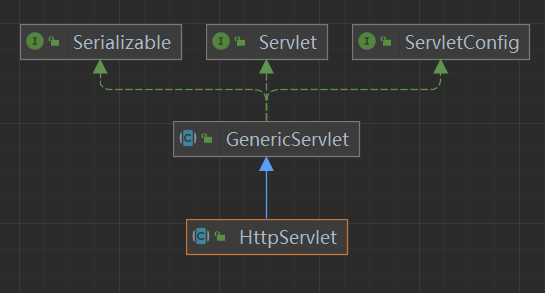 I Serializable I Servlet I ServletConfig
C GenericServlet
C HttpServlet